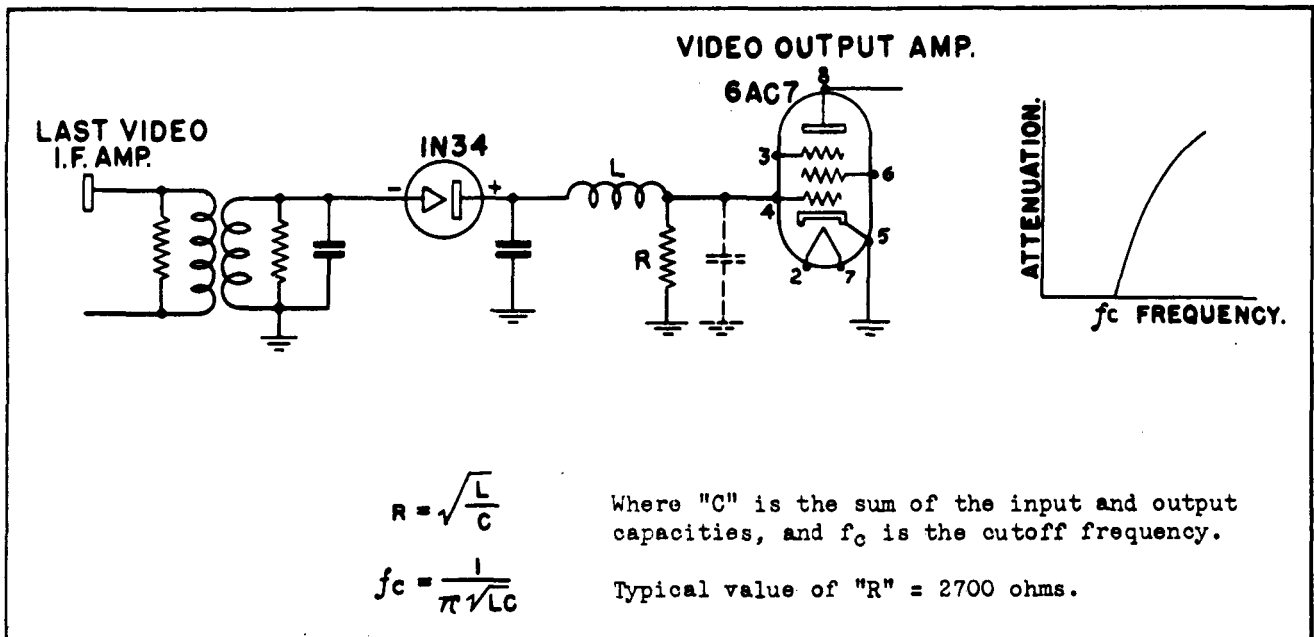 VIDEO OUTPUT AMP.
6AC7
8
LAST VIDEO
I.F. AMP.
IN34
- +
L
3
6
4
R
5
2 7
ATTENUATION.
fc FREQUENCY.
R = √L/C
Where "C" is the sum of the input and output
capacities, and fc is the cutoff frequency.
fc = 1/π√LC
Typical value of "R" = 2700 ohms.